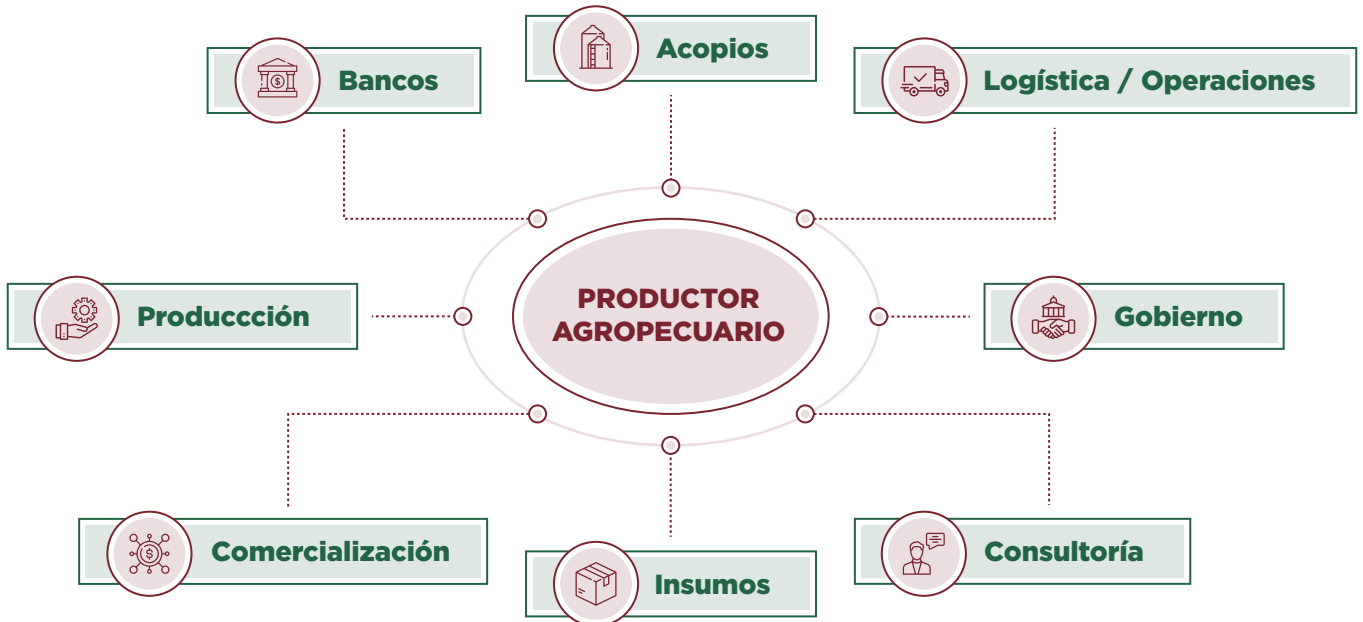 Acopios
Bancos
Logística / Operaciones
PRODUCTOR
AGROPECUARIO
Produccción
Gobierno
Comercialización
Insumos
Consultoría